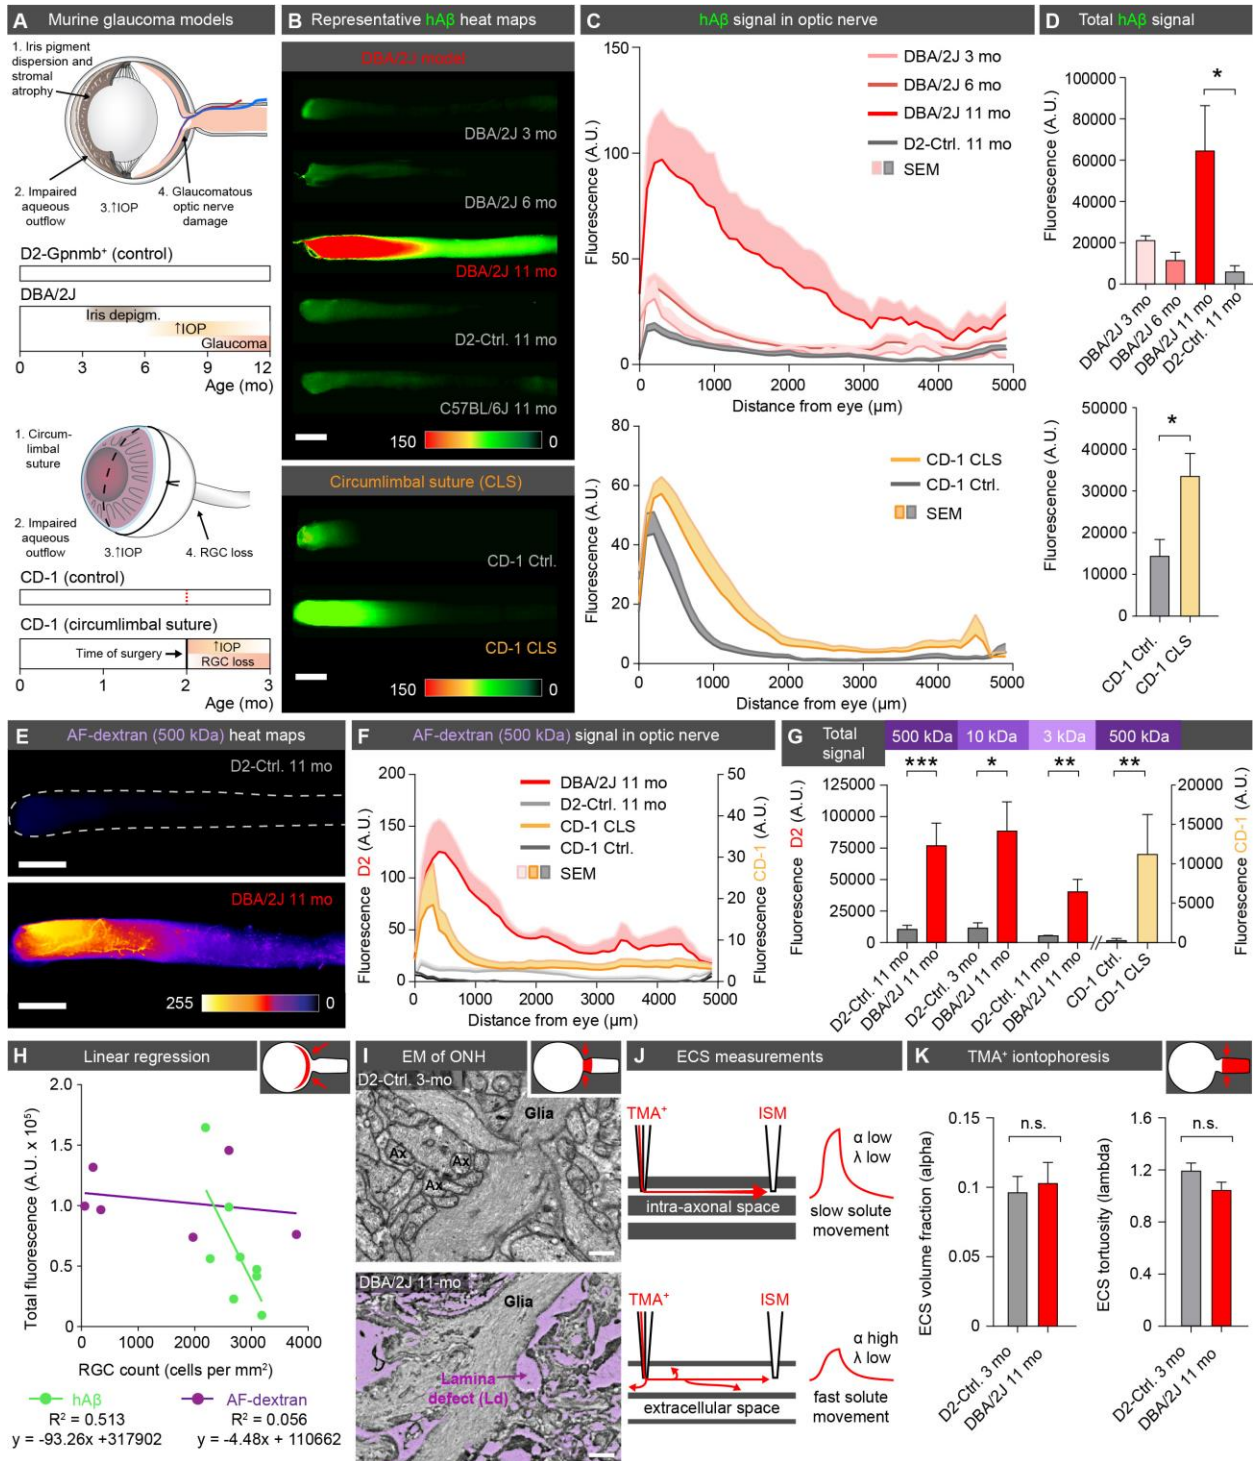 A Murine glaucoma models
1. Iris pigment
dispersion and
stromal
atrophy
2. Impaired
aqueous
outflow
3.↑IOP
4. Glaucomatous
optic nerve
damage
D2-Gpnmb⁺ (control)
DBA/2J
Iris depigm.
↑IOP
Glaucoma
0 3 6 9 12
Age (mo)
1. Circum-
limbal
suture
2. Impaired
aqueous
outflow
3.↑IOP
4. RGC loss
CD-1 (control)
CD-1 (circumlimbal suture)
Time of surgery
↑IOP
RGC loss
0 1 2 3
Age (mo)
B Representative hAβ heat maps
DBA/2J model
DBA/2J 3 mo
DBA/2J 6 mo
DBA/2J 11 mo
D2-Ctrl. 11 mo
C57BL/6J 11 mo
150 0
Circumlimbal suture (CLS)
CD-1 Ctrl.
CD-1 CLS
150 0
C hAβ signal in optic nerve
Fluorescence (A.U.)
150
100
50
0
DBA/2J 3 mo
DBA/2J 6 mo
DBA/2J 11 mo
D2-Ctrl. 11 mo
SEM
0 1000 2000 3000 4000 5000
Distance from eye (µm)
Fluorescence (A.U.)
80
60
40
20
0
CD-1 CLS
CD-1 Ctrl.
SEM
0 1000 2000 3000 4000 5000
Distance from eye (µm)
D Total hAβ signal
Fluorescence (A.U.)
100000
80000
60000
40000
20000
0
*
DBA/2J 3 mo
DBA/2J 6 mo
DBA/2J 11 mo
D2-Ctrl. 11 mo
Fluorescence (A.U.)
50000
40000
30000
20000
10000
0
*
CD-1 Ctrl.
CD-1 CLS
E AF-dextran (500 kDa) heat maps
D2-Ctrl. 11 mo
DBA/2J 11 mo
255 0
F AF-dextran (500 kDa) signal in optic nerve
Fluorescence D2 (A.U.)
200
150
100
50
0
DBA/2J 11 mo
D2-Ctrl. 11 mo
CD-1 CLS
CD-1 Ctrl.
SEM
50
40
30
20
10
0
Fluorescence CD-1 (A.U.)
0 1000 2000 3000 4000 5000
Distance from eye (µm)
G Total
signal
500 kDa 10 kDa 3 kDa 500 kDa
Fluorescence D2 (A.U.)
125000
100000
75000
50000
25000
0
*** * ** **
20000
15000
10000
5000
0
Fluorescence CD-1 (A.U.)
D2-Ctrl. 11 mo
DBA/2J 11 mo
D2-Ctrl. 3 mo
DBA/2J 11 mo
D2-Ctrl. 11 mo
DBA/2J 11 mo
CD-1 Ctrl.
CD-1 CLS
H Linear regression
Total fluorescence (A.U. x 10⁵)
2.0
1.5
1.0
0.5
0
0 1000 2000 3000 4000
RGC count (cells per mm²)
hAβ AF-dextran
R² = 0.513 R² = 0.056
y = -93.26x +317902 y = -4.48x + 110662
I EM of ONH
D2-Ctrl. 3-mo
Glia
Ax
Ax
Ax
DBA/2J 11-mo
Glia
Lamina
defect (Ld)
J ECS measurements
TMA⁺ ISM
α low
λ low
intra-axonal space
slow solute
movement
TMA⁺ ISM
α high
λ low
extracellular space
fast solute
movement
K TMA⁺ iontophoresis
ECS volume fraction (alpha)
0.15
0.1
0.05
0
n.s.
D2-Ctrl. 3 mo
DBA/2J 11 mo
ECS tortuosity (lambda)
1.6
1.2
0.8
0.4
0
n.s.
D2-Ctrl. 3 mo
DBA/2J 11 mo